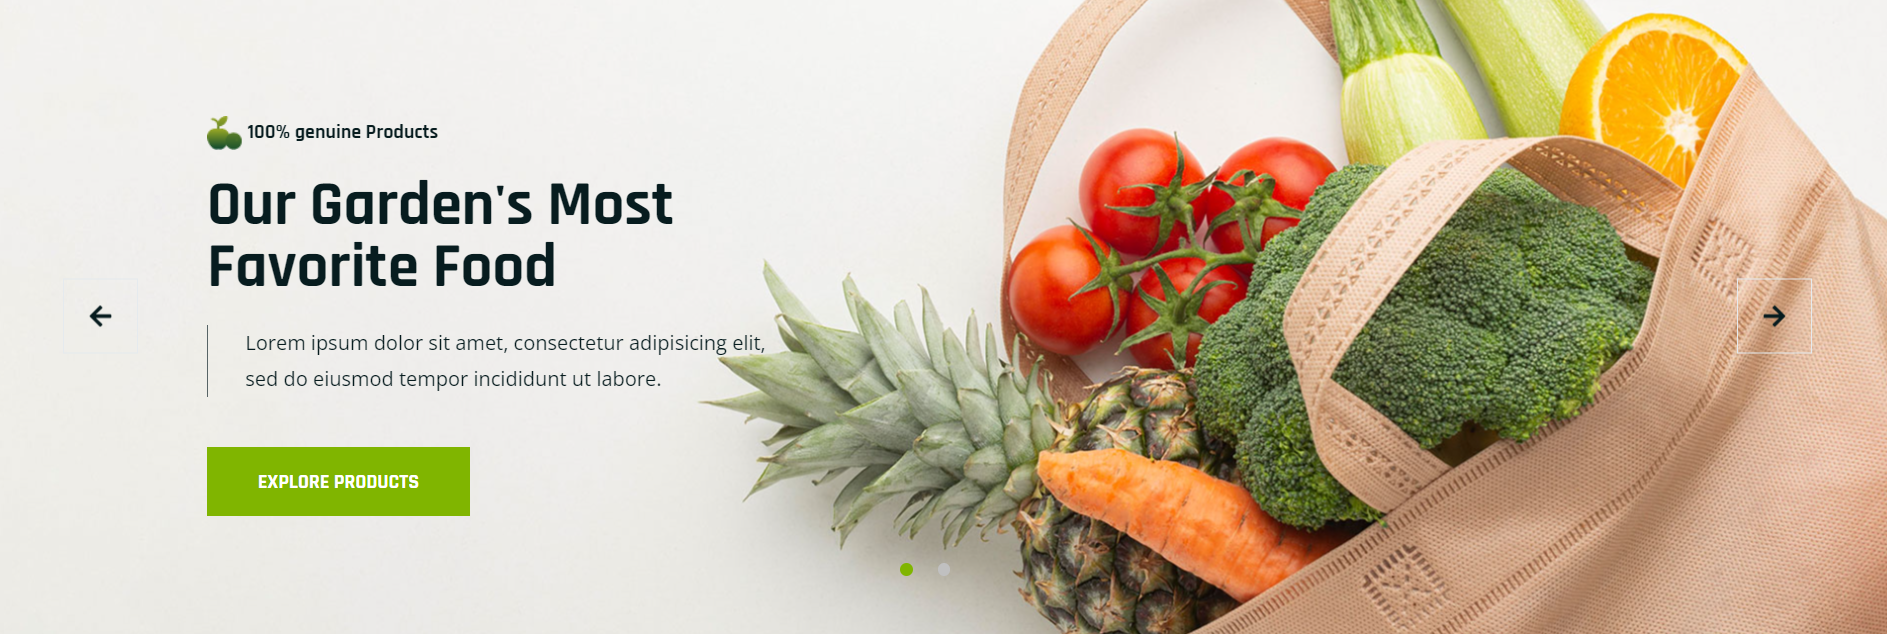 100% genuine Products
Our Garden's Most
Favorite Food
Lorem ipsum dolor sit amet, consectetur adipisicing elit,
sed do eiusmod tempor incididunt ut labore.
EXPLORE PRODUCTS